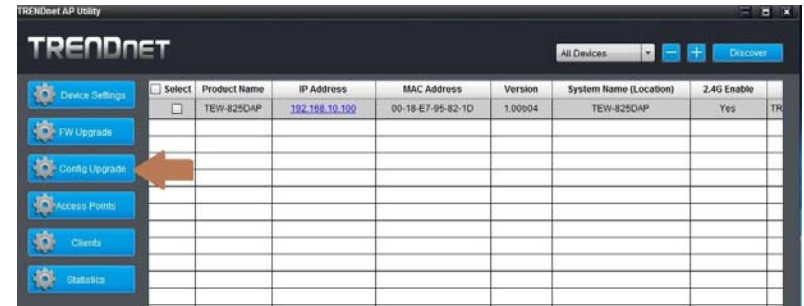 TRENDnet AP Utility
TRENDNET
All Devices
Discover
Device Settings
FW Upgrade
Config Upgrade
Access Points
Clients
Statistics
Select Product Name IP Address MAC Address Version System Name (Location) 2.4G Enable
TEW-825DAP 192.168.10.100 00-18-E7-95-82-1D 1.00b04 TEW-825DAP Yes TR